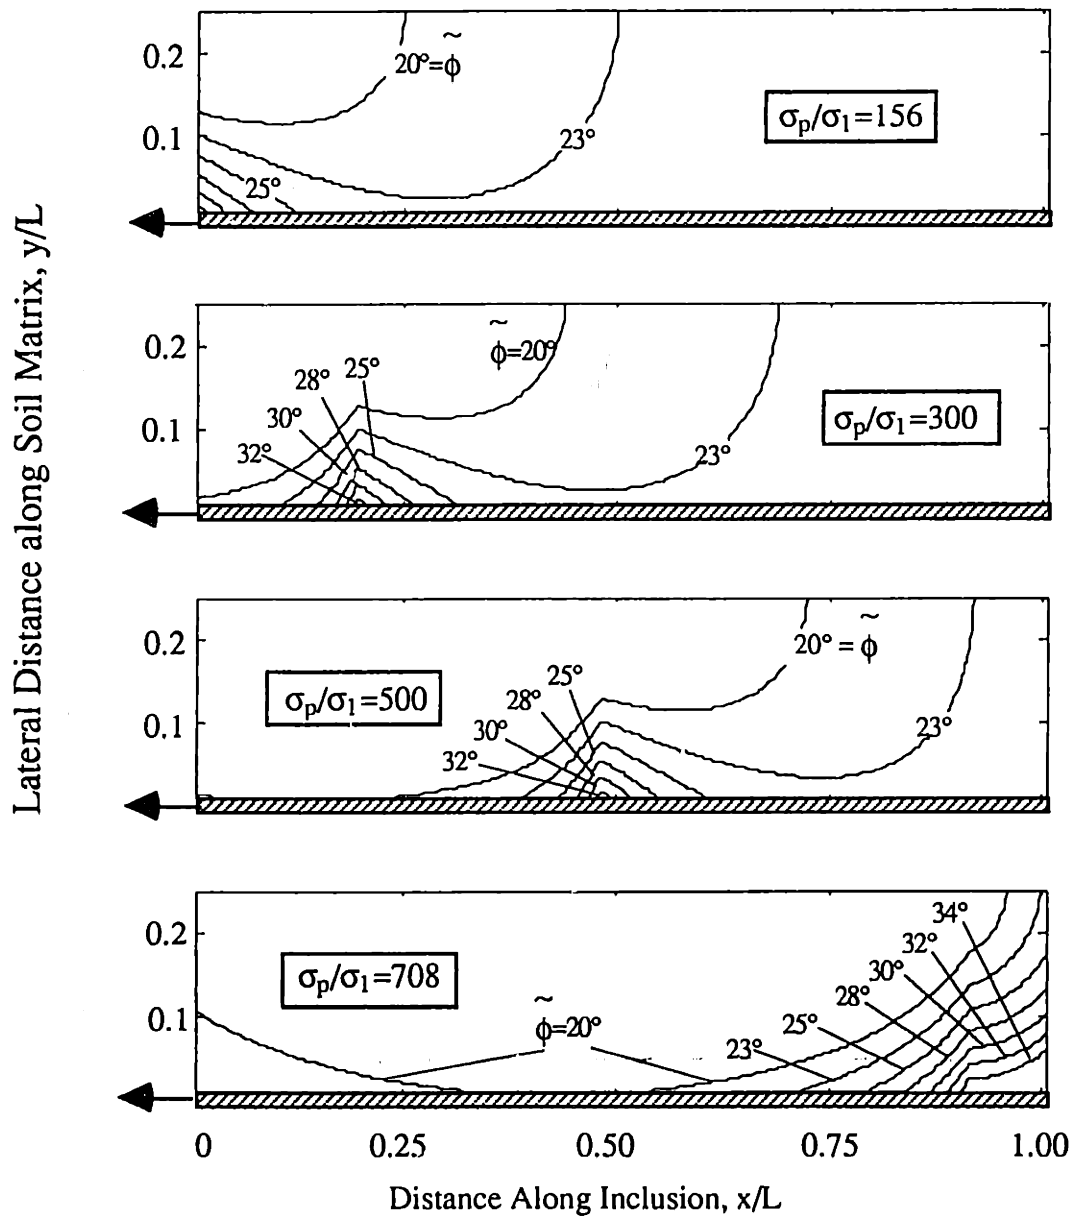 Lateral Distance along Soil Matrix, y/L
0.2
0.1
20°=ϕ̃
23°
25°
σp/σ1=156
0.2
0.1
ϕ̃=20°
25°
28°
30°
32°
23°
σp/σ1=300
0.2
0.1
20° = ϕ̃
25°
28°
30°
32°
23°
σp/σ1=500
0.2
0.1
34°
32°
30°
28°
25°
23°
ϕ̃=20°
σp/σ1=708
0 0.25 0.50 0.75 1.00
Distance Along Inclusion, x/L